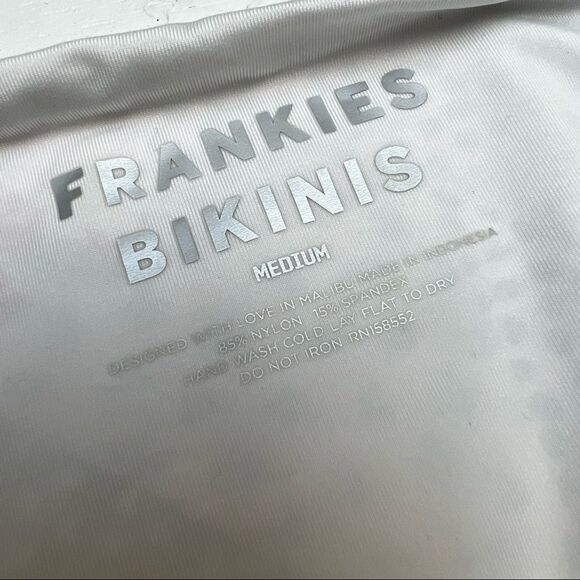 FRANKIES
BIKINIS
MEDIUM
DESIGNED WITH LOVE IN MALIBU MADE IN INDONESIA
85% NYLON 15% SPANDEX
HAND WASH COLD LAY FLAT TO DRY
DO NOT IRON RN158552